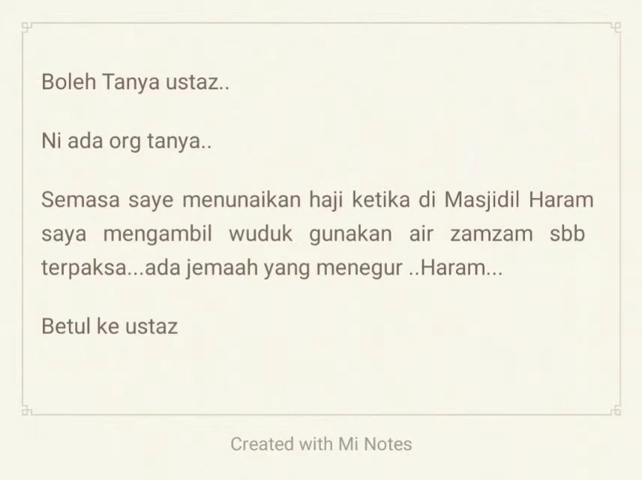 Boleh Tanya ustaz..
Ni ada org tanya..
Semasa saye menunaikan haji ketika di Masjidil Haram
saya mengambil wuduk gunakan air zamzam sbb
terpaksa...ada jemaah yang menegur ..Haram...
Betul ke ustaz
Created with Mi Notes